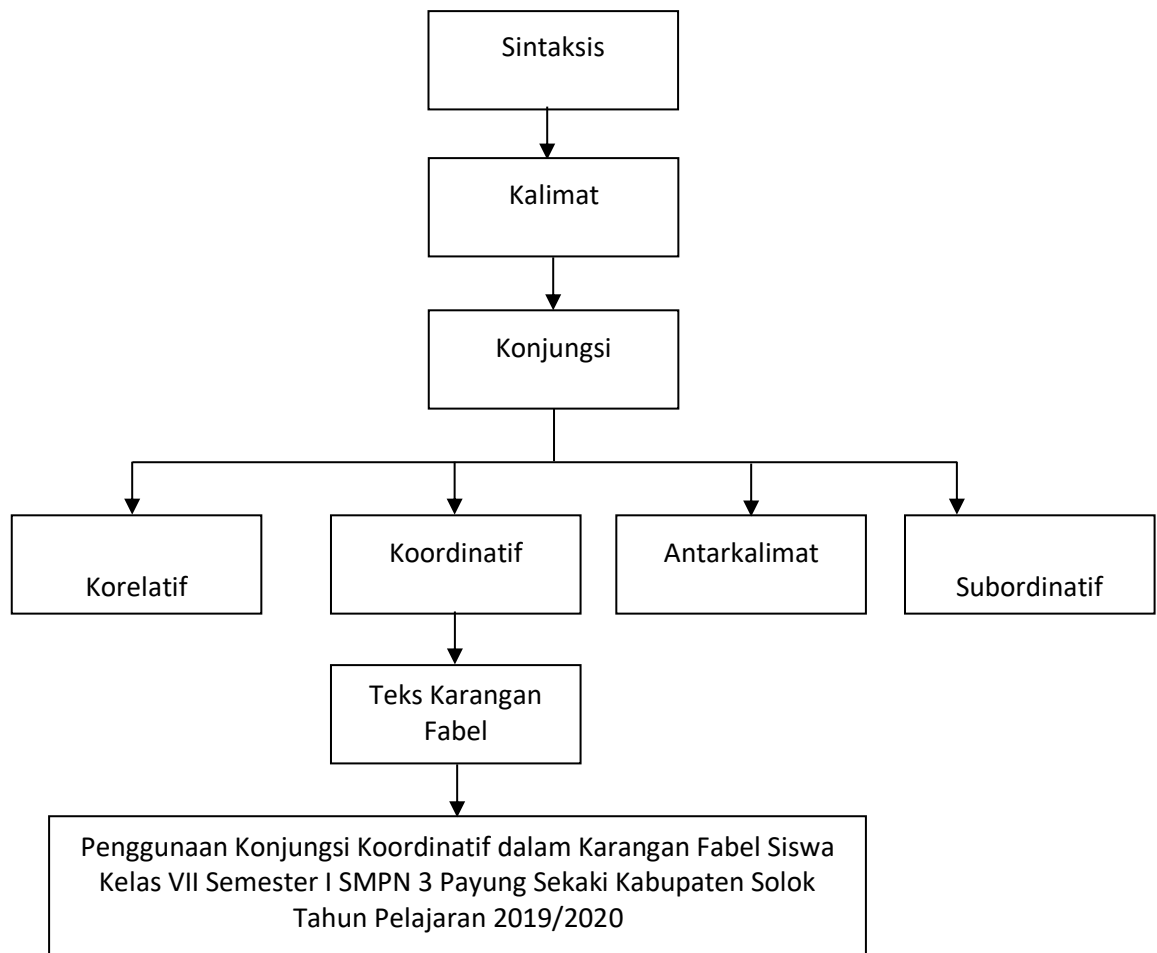 Sintaksis
Kalimat
Konjungsi
Korelatif
Koordinatif
Antarkalimat
Subordinatif
Teks Karangan
Fabel
Penggunaan Konjungsi Koordinatif dalam Karangan Fabel Siswa
Kelas VII Semester I SMPN 3 Payung Sekaki Kabupaten Solok
Tahun Pelajaran 2019/2020